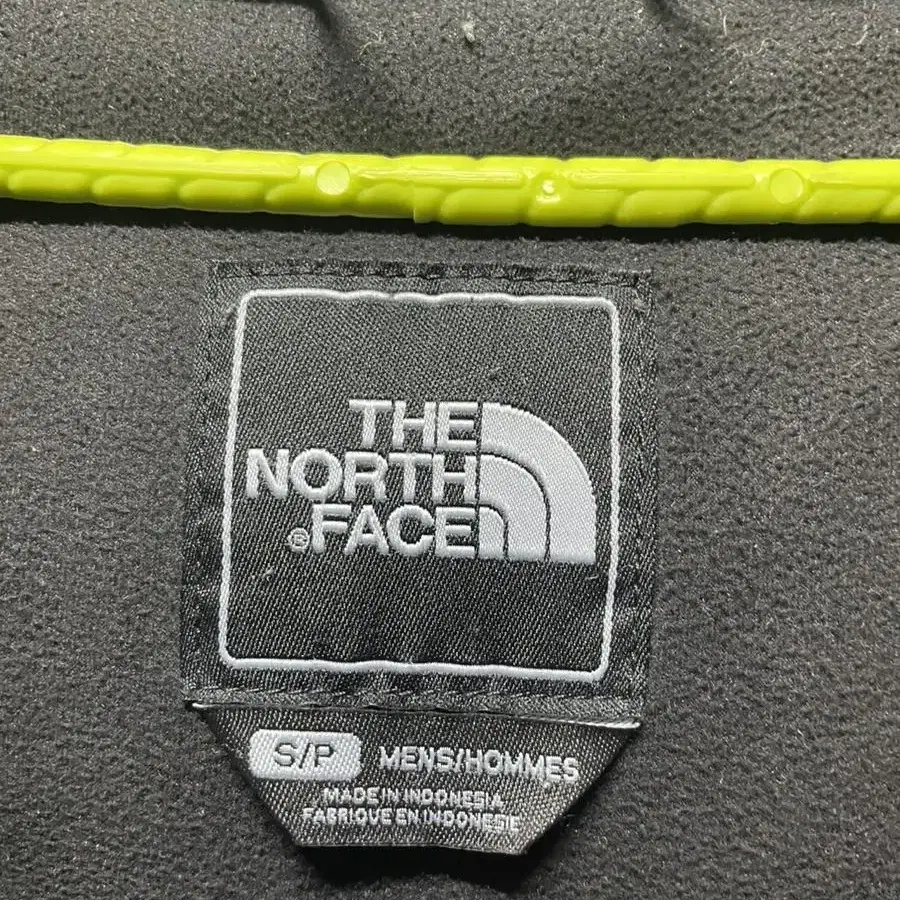 THE
NORTH
®FACE
S/P MENS/HOMMES
MADE IN INDONESIA
FABRIQUE EN INDONESIE